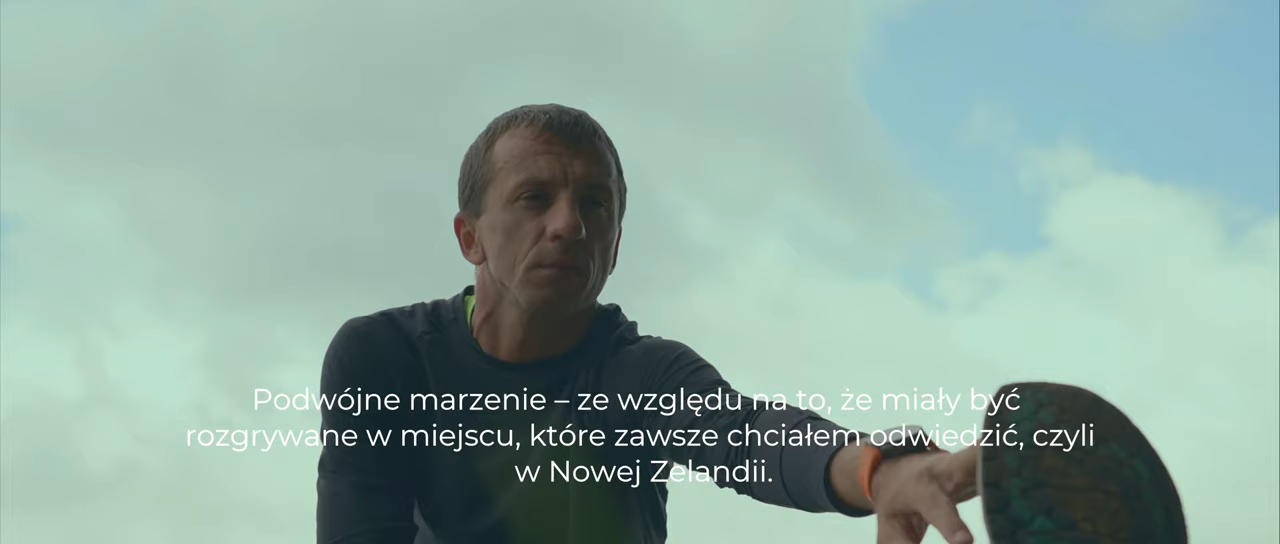 Podwójne marzenie – ze względu na to, że miały być
rozgrywane w miejscu, które zawsze chciałem odwiedzić, czyli
w Nowej Zelandii.